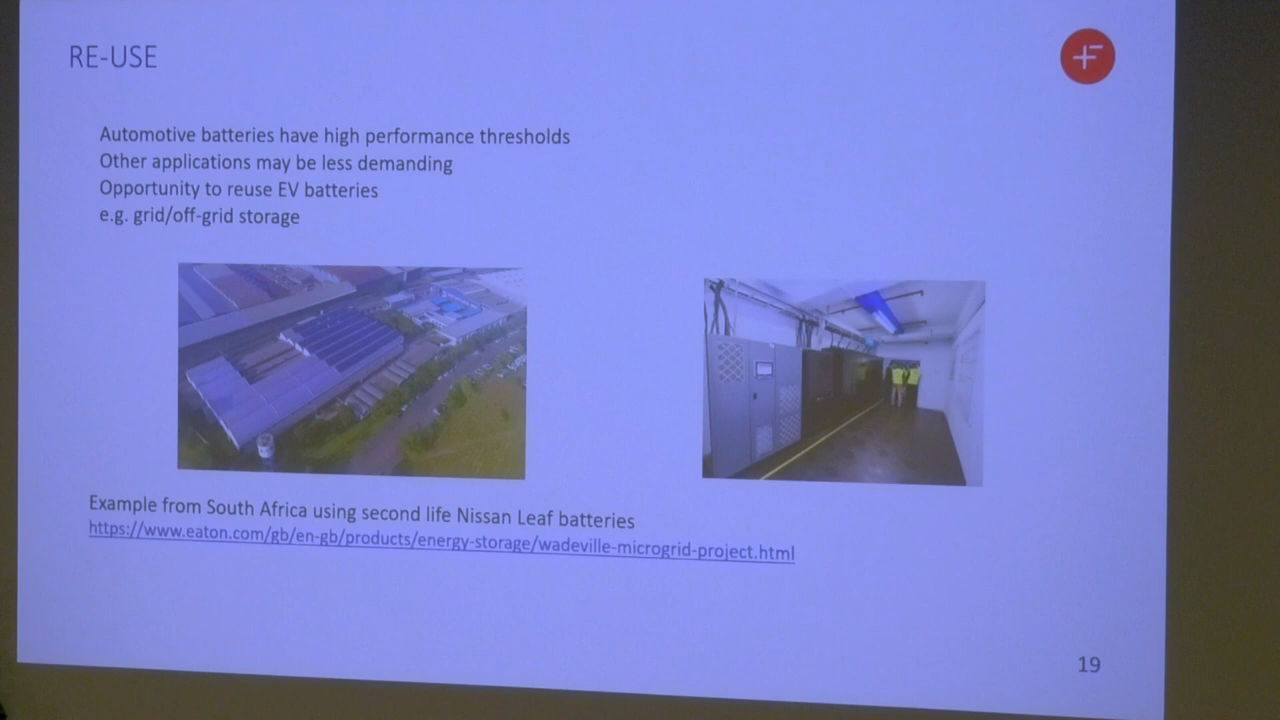 RE-USE
Automotive batteries have high performance thresholds
Other applications may be less demanding
Opportunity to reuse EV batteries
e.g. grid/off-grid storage
Example from South Africa using second life Nissan Leaf batteries
https://www.eaton.com/gb/en-gb/products/energy-storage/wadeville-microgrid-project.html
19